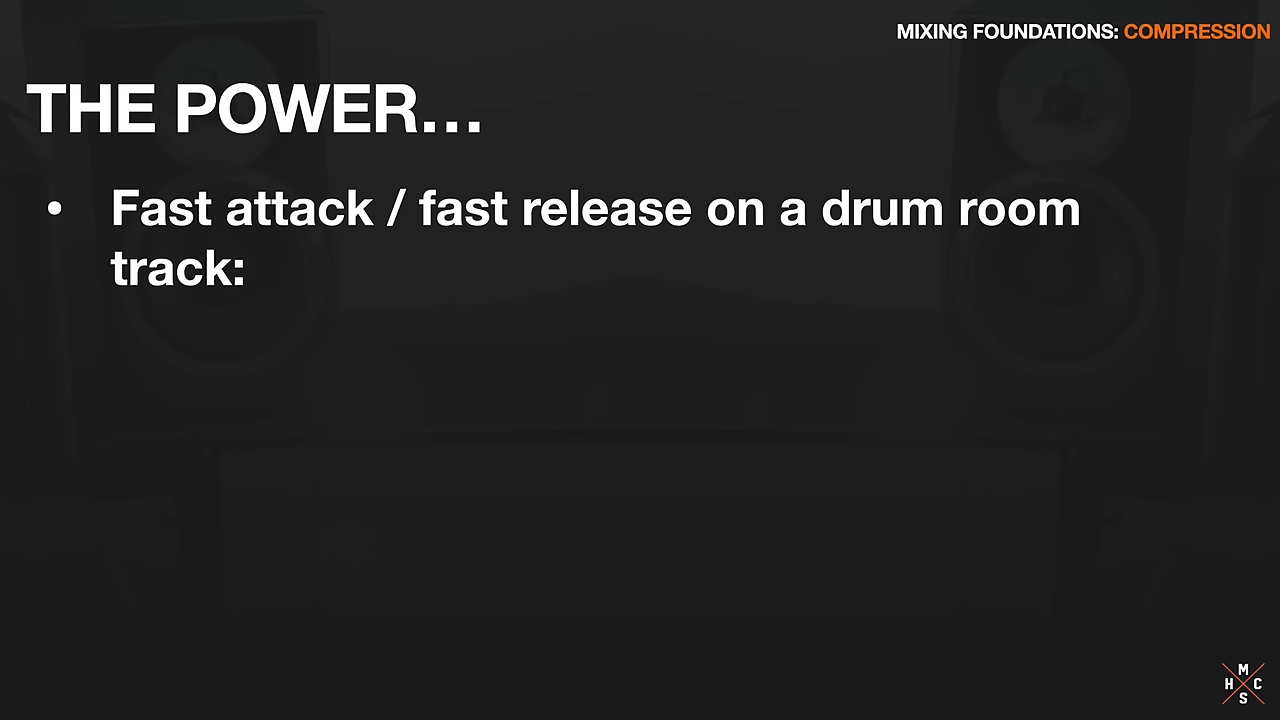 MIXING FOUNDATIONS: COMPRESSION
THE POWER…
• Fast attack / fast release on a drum room
track:
M
H C
S